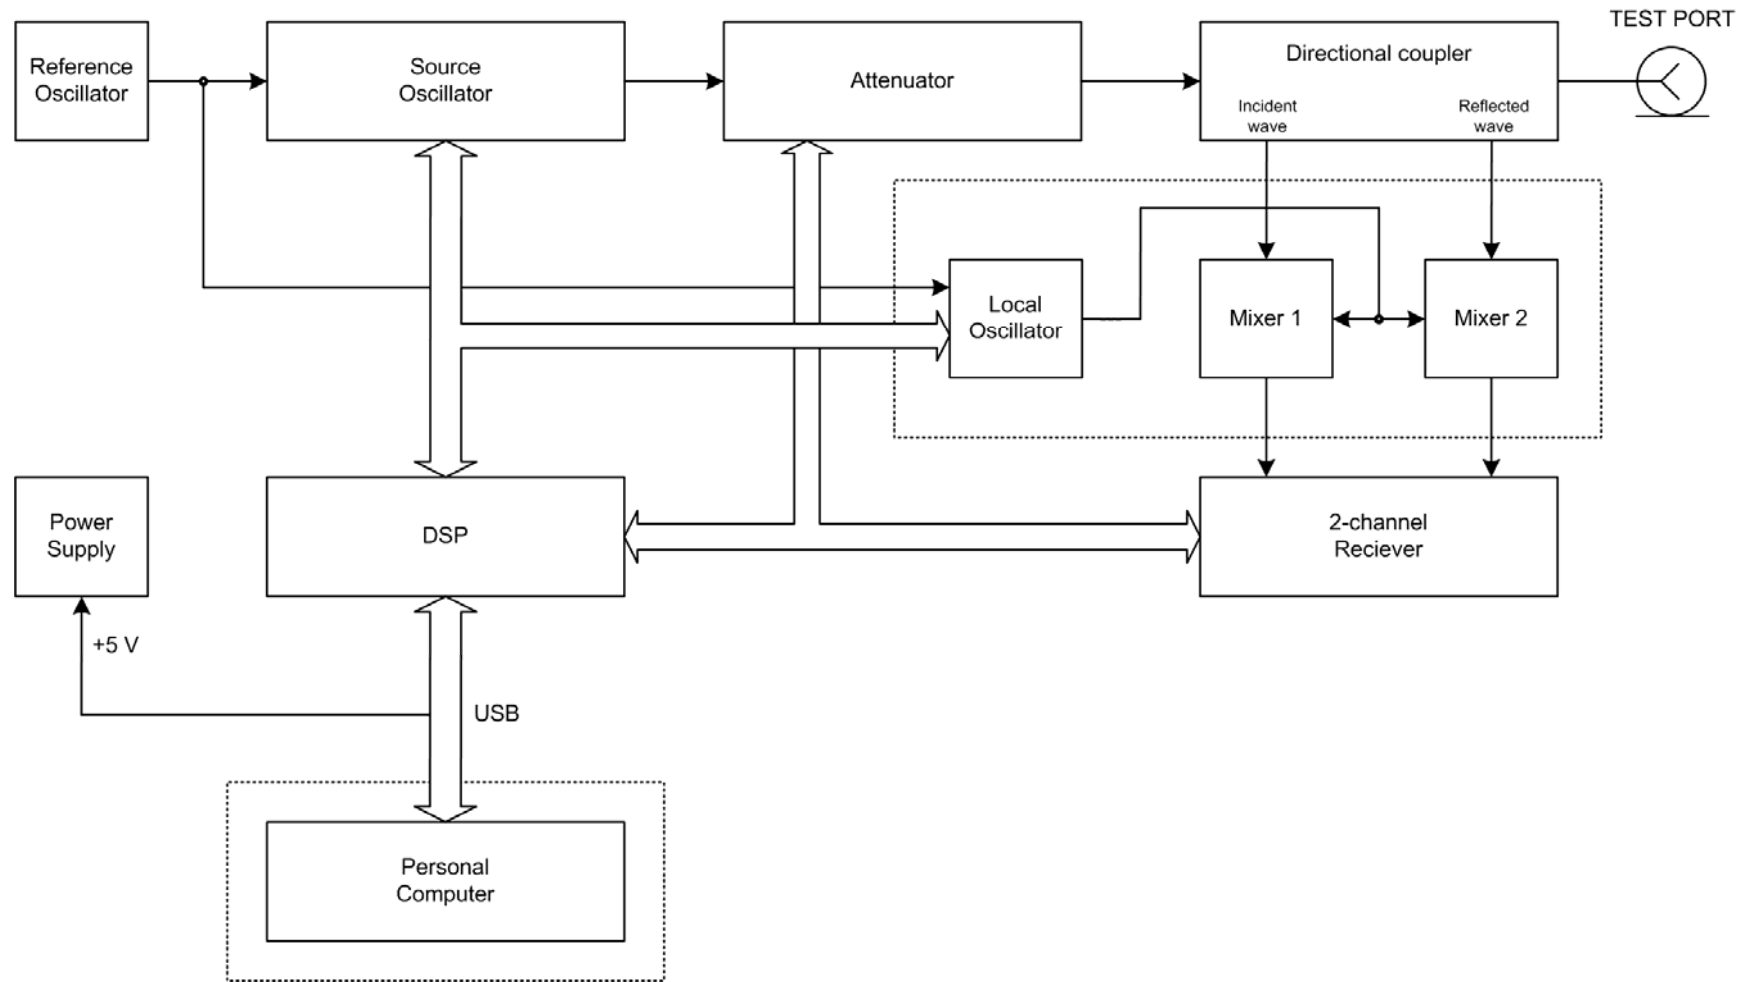 TEST PORT
Reference
Oscillator
Source
Oscillator
Attenuator
Directional coupler
Incident
wave
Reflected
wave
Local
Oscillator
Mixer 1
Mixer 2
Power
Supply
DSP
2-channel
Reciever
+5 V
USB
Personal
Computer